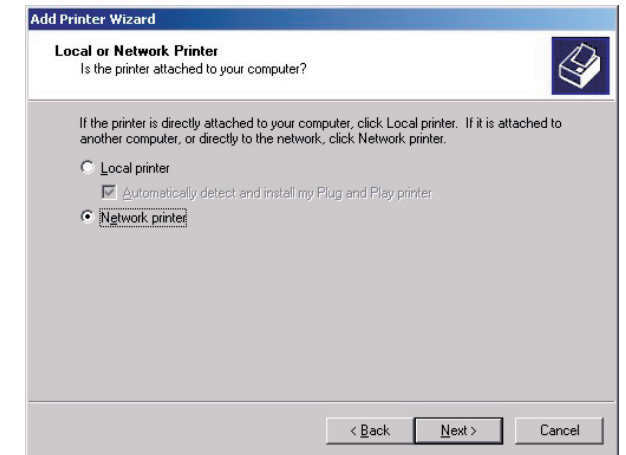 Add Printer Wizard
Local or Network Printer
Is the printer attached to your computer?
If the printer is directly attached to your computer, click Local printer. If it is attached to
another computer, or directly to the network, click Network printer.
Local printer
Automatically detect and install my Plug and Play printer
Network printer
< Back Next > Cancel